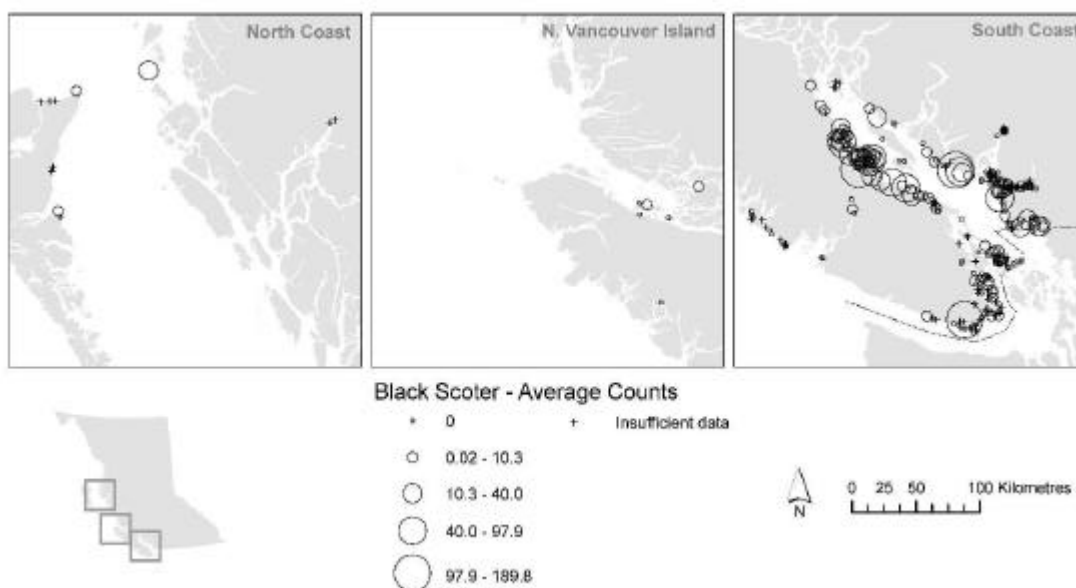 North Coast
N. Vancouver Island
South Coast
Black Scoter - Average Counts
0
Insufficient data
0.02 - 10.3
10.3 - 40.0
40.0 - 97.9
97.9 - 189.8
N
0 25 50 100 Kilometres